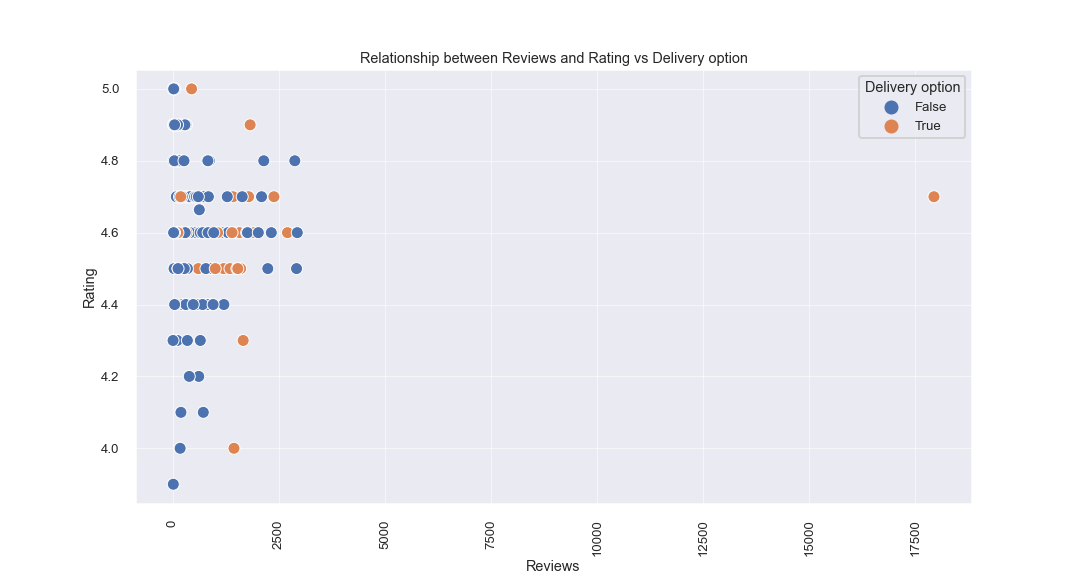 Relationship between Reviews and Rating vs Delivery option
Delivery option
False
True
Rating
5.0
4.8
4.6
4.4
4.2
4.0
0
2500
5000
7500
10000
12500
15000
17500
Reviews